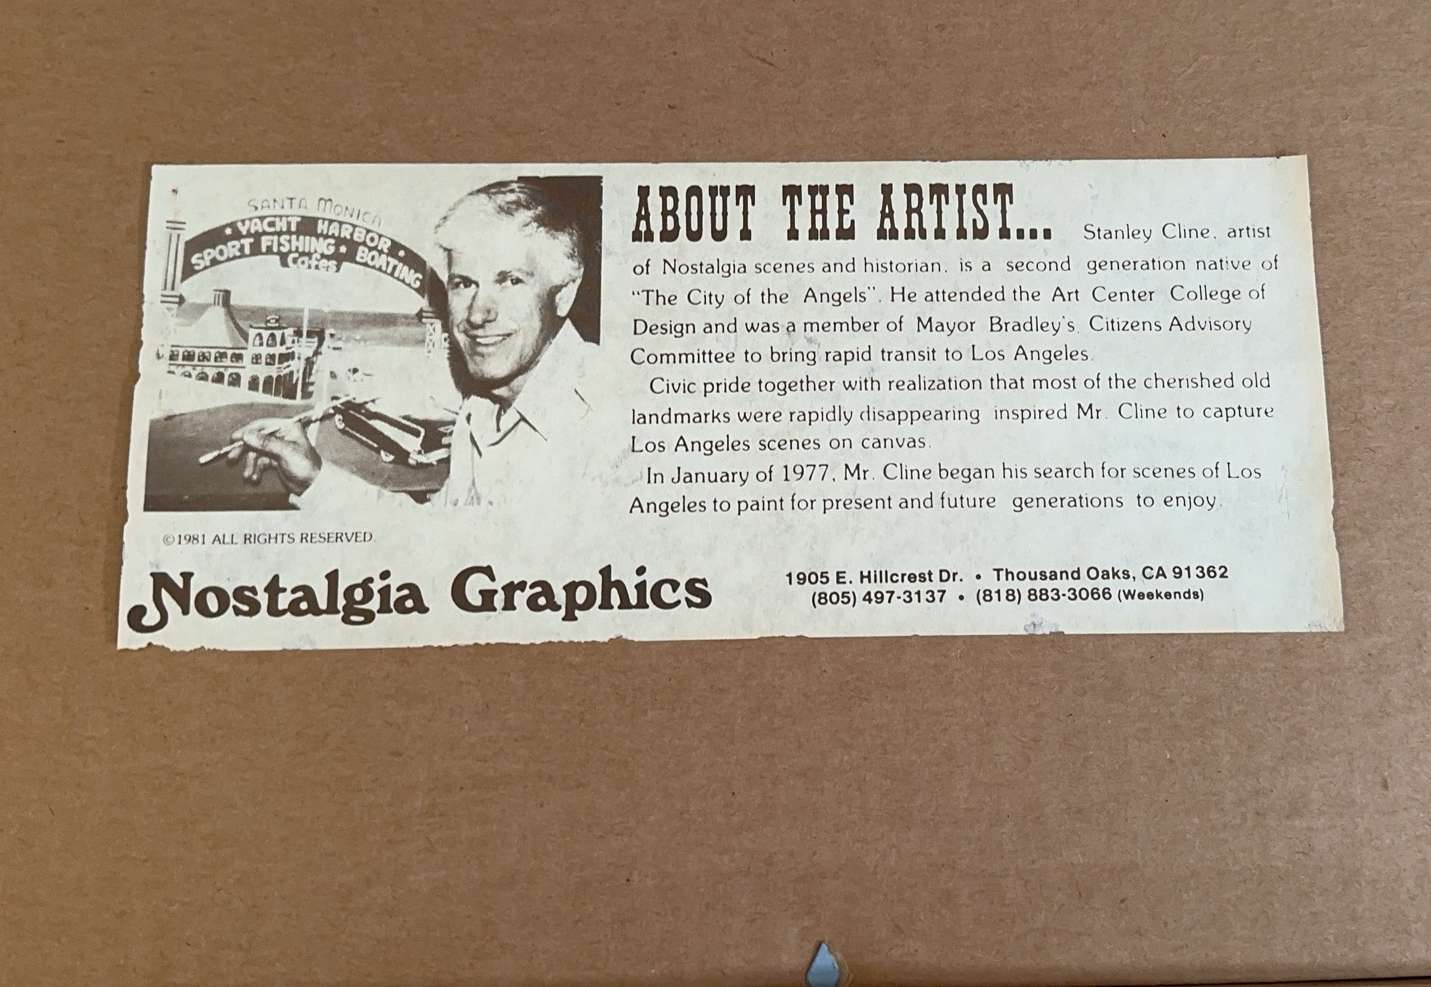 SANTA MONICA
* YACHT HARBOR *
SPORT FISHING * BOATING
Cafes
ABOUT THE ARTIST... Stanley Cline, artist
of Nostalgia scenes and historian, is a second generation native of
"The City of the Angels". He attended the Art Center College of
Design and was a member of Mayor Bradley's Citizens Advisory
Committee to bring rapid transit to Los Angeles.
Civic pride together with realization that most of the cherished old
landmarks were rapidly disappearing inspired Mr. Cline to capture
Los Angeles scenes on canvas.
In January of 1977, Mr. Cline began his search for scenes of Los
Angeles to paint for present and future generations to enjoy.
©1981 ALL RIGHTS RESERVED.
Nostalgia Graphics
1905 E. Hillcrest Dr. • Thousand Oaks, CA 91362
(805) 497-3137 • (818) 883-3066 (Weekends)